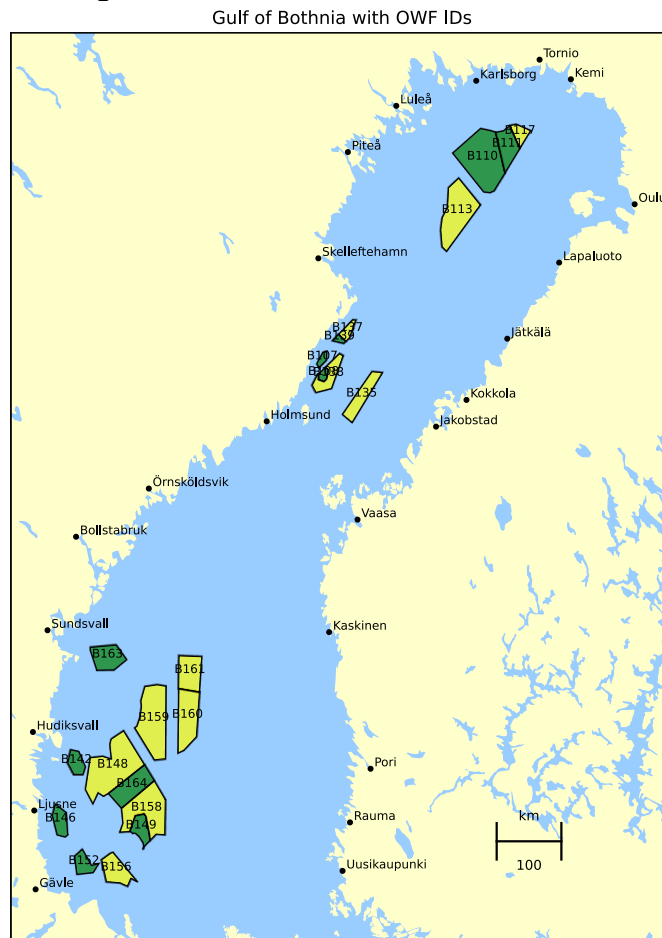 Gulf of Bothnia with OWF IDs
Tornio
Karlsborg
Kemi
Luleå
B117
B111
Piteå
B110
Oulu
B113
Skelleftehamn
Lapaluoto
B137
B139
Jätkälä
B107
B138
B135
Kokkola
Holmsund
Jakobstad
Örnsköldsvik
Vaasa
Bollstabruk
Sundsvall
Kaskinen
B163
B161
B159
B160
Hudiksvall
B142
B148
Pori
B164
Ljusne
B158
km
B146
B149
Rauma
B152
B156
100
Uusikaupunki
Gävle